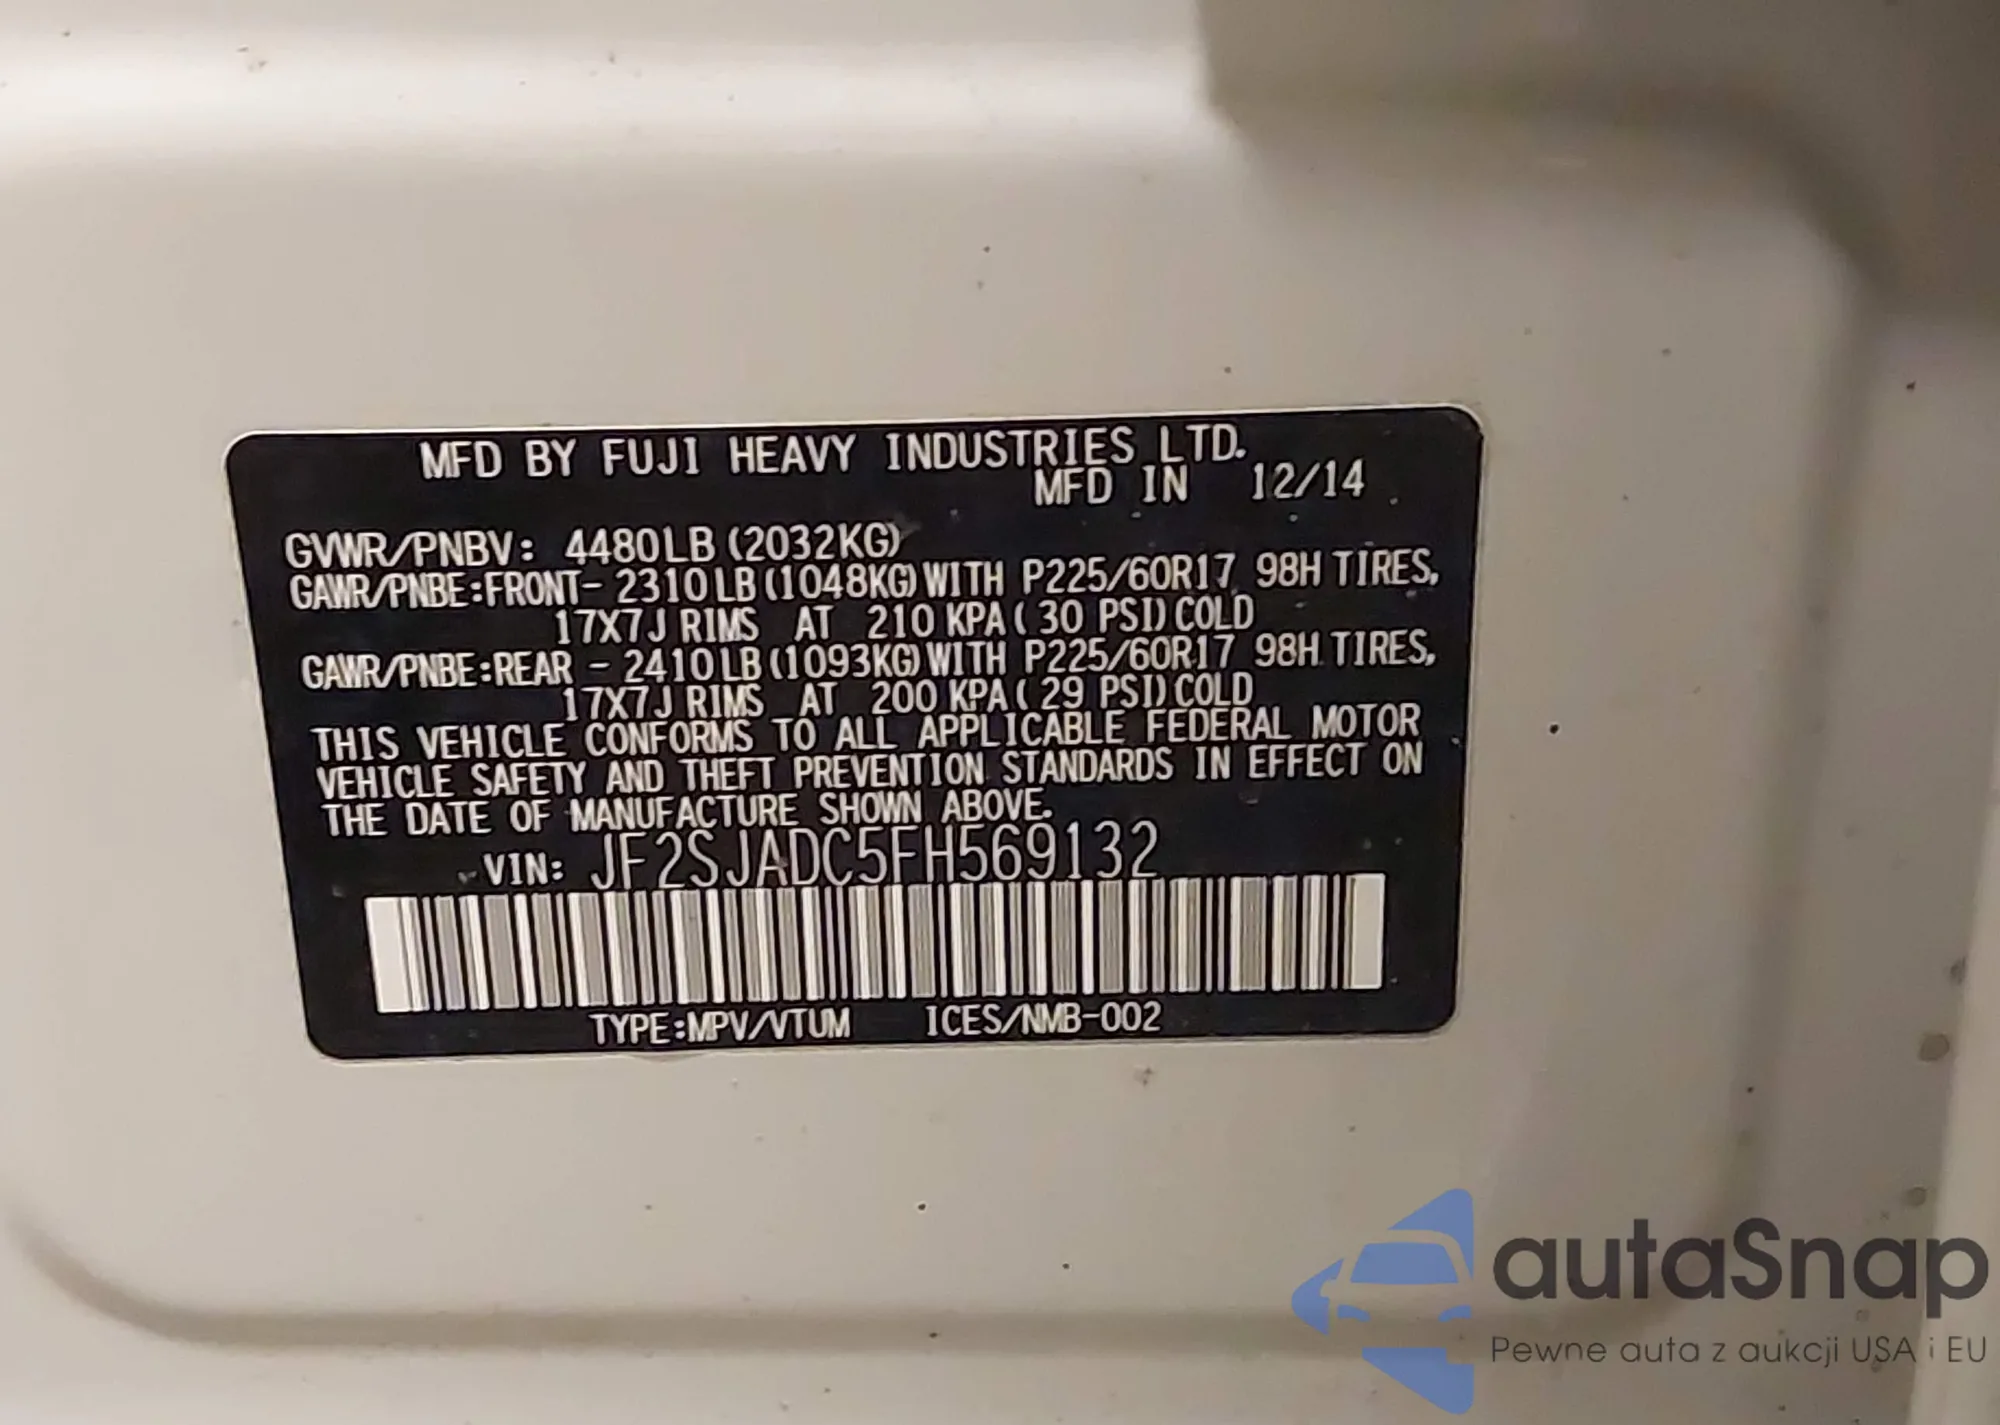 MFD BY FUJI HEAVY INDUSTRIES LTD.
MFD IN 12/14
GVWR/PNBV: 4480LB (2032KG)
GAWR/PNBE:FRONT- 2310LB(1048KG)WITH P225/60R17 98H TIRES,
17X7J RIMS AT 210 KPA( 30 PSI)COLD
GAWR/PNBE:REAR - 2410LB(1093KG)WITH P225/60R17 98H TIRES,
17X7J RIMS AT 200 KPA( 29 PSI)COLD
THIS VEHICLE CONFORMS TO ALL APPLICABLE FEDERAL MOTOR
VEHICLE SAFETY AND THEFT PREVENTION STANDARDS IN EFFECT ON
THE DATE OF MANUFACTURE SHOWN ABOVE.
VIN: JF2SJADC5FH569132
TYPE:MPV/VTUM ICES/NMB-002
autaSnap
Pewne auta z aukcji USA i EU